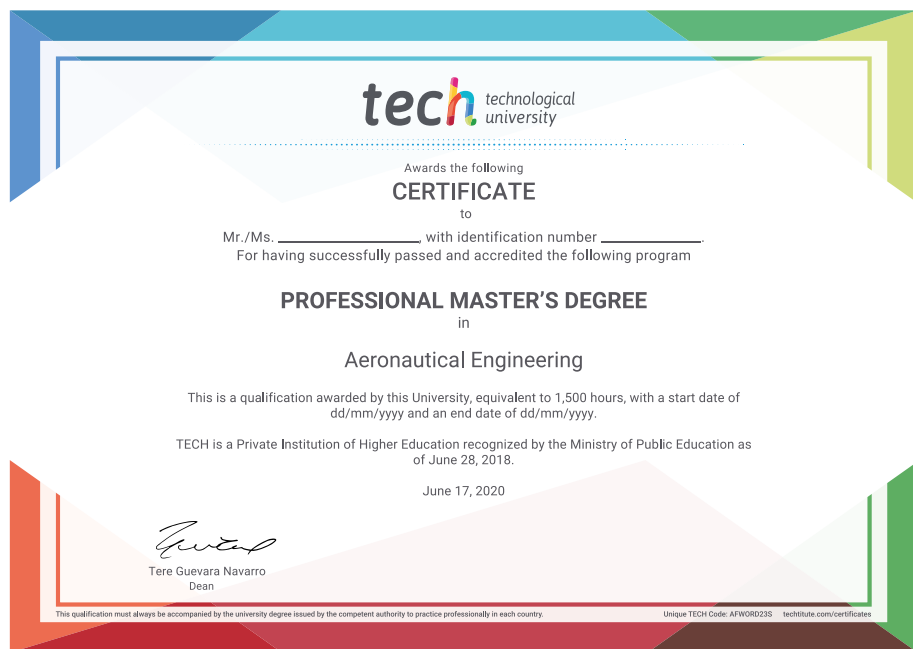 tech technological
university
Awards the following
CERTIFICATE
to
Mr./Ms. ____________________, with identification number ______________.
For having successfully passed and accredited the following program
PROFESSIONAL MASTER'S DEGREE
in
Aeronautical Engineering
This is a qualification awarded by this University, equivalent to 1,500 hours, with a start date of
dd/mm/yyyy and an end date of dd/mm/yyyy.
TECH is a Private Institution of Higher Education recognized by the Ministry of Public Education as
of June 28, 2018.
June 17, 2020
Tere Guevara Navarro
Dean
This qualification must always be accompanied by the university degree issued by the competent authority to practice professionally in each country. Unique TECH Code: AFWORD23S techtitute.com/certificates